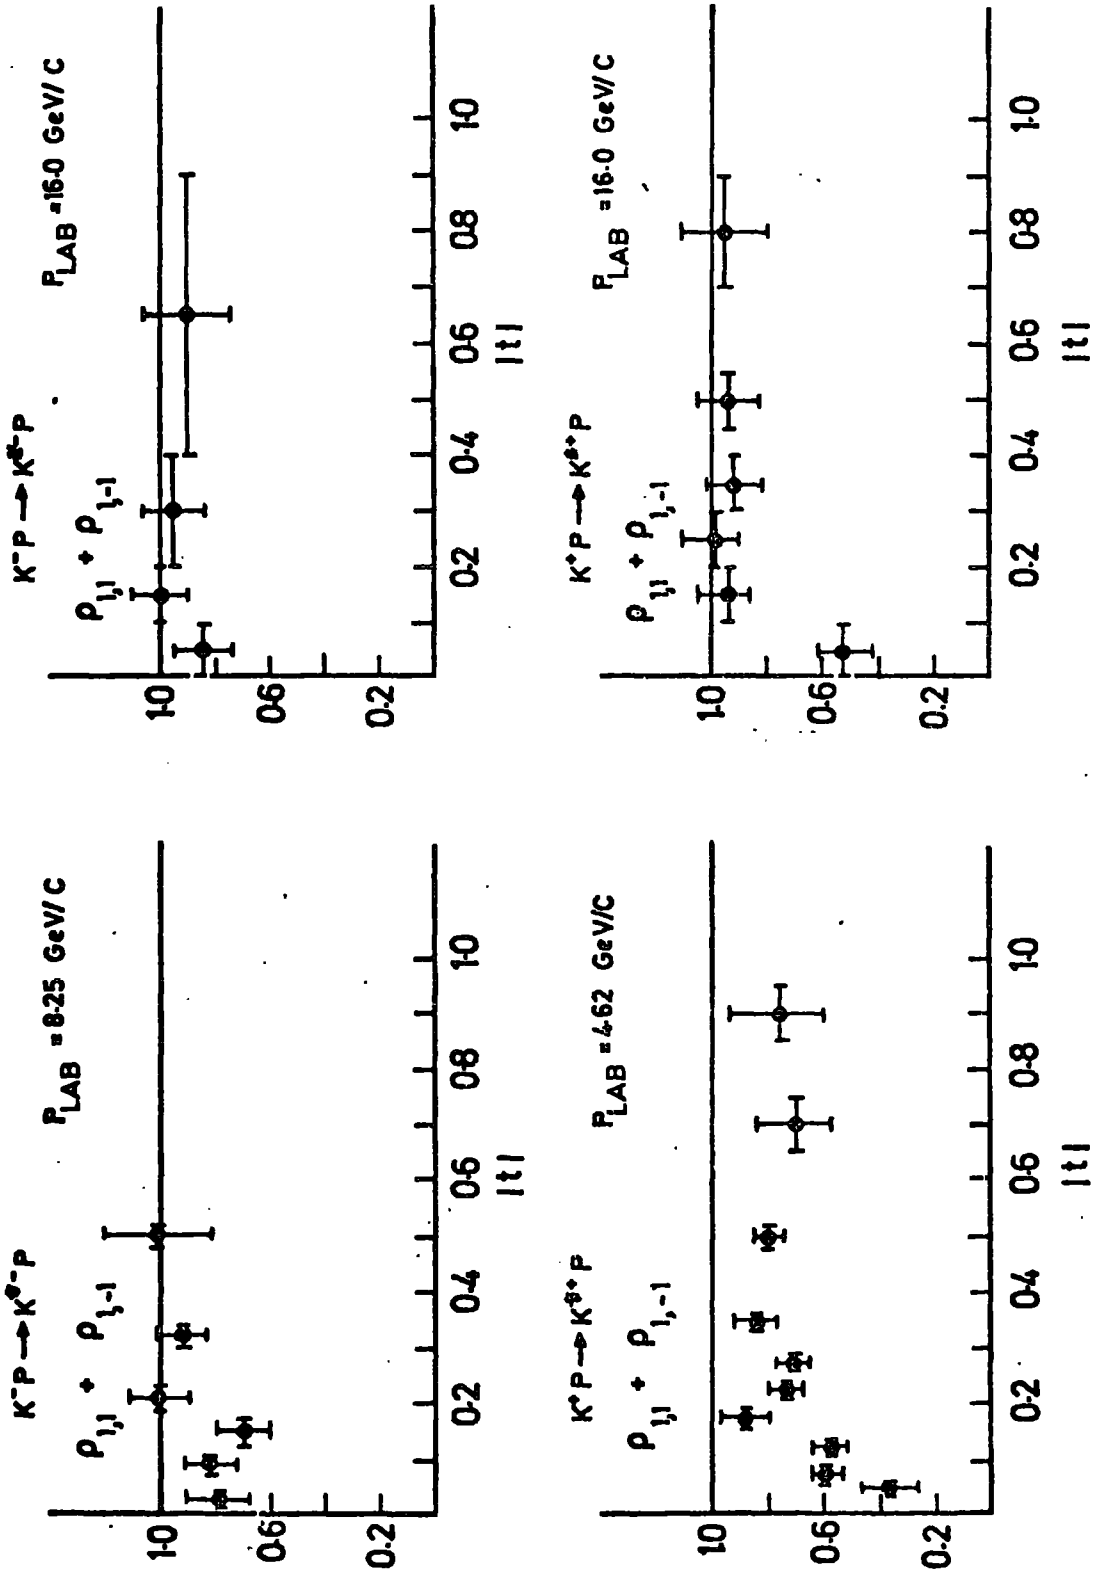 K⁻P → K*⁻P
ρ₁,₁ + ρ₁,₋₁
P_LAB = 8·25 GeV/C
1·0
0·6
0·2
0·2 0·4 0·6 0·8 1·0
|t|
K⁻P → K*⁻P
ρ₁,₁ + ρ₁,₋₁
P_LAB = 16·0 GeV/C
1·0
0·6
0·2
0·2 0·4 0·6 0·8 1·0
|t|
K⁺P → K*⁺P
ρ₁,₁ + ρ₁,₋₁
P_LAB = 4·62 GeV/C
1·0
0·6
0·2
0·2 0·4 0·6 0·8 1·0
|t|
K⁺P → K*⁺P
ρ₁,₁ + ρ₁,₋₁
P_LAB = 16·0 GeV/C
1·0
0·6
0·2
0·2 0·4 0·6 0·8 1·0
|t|